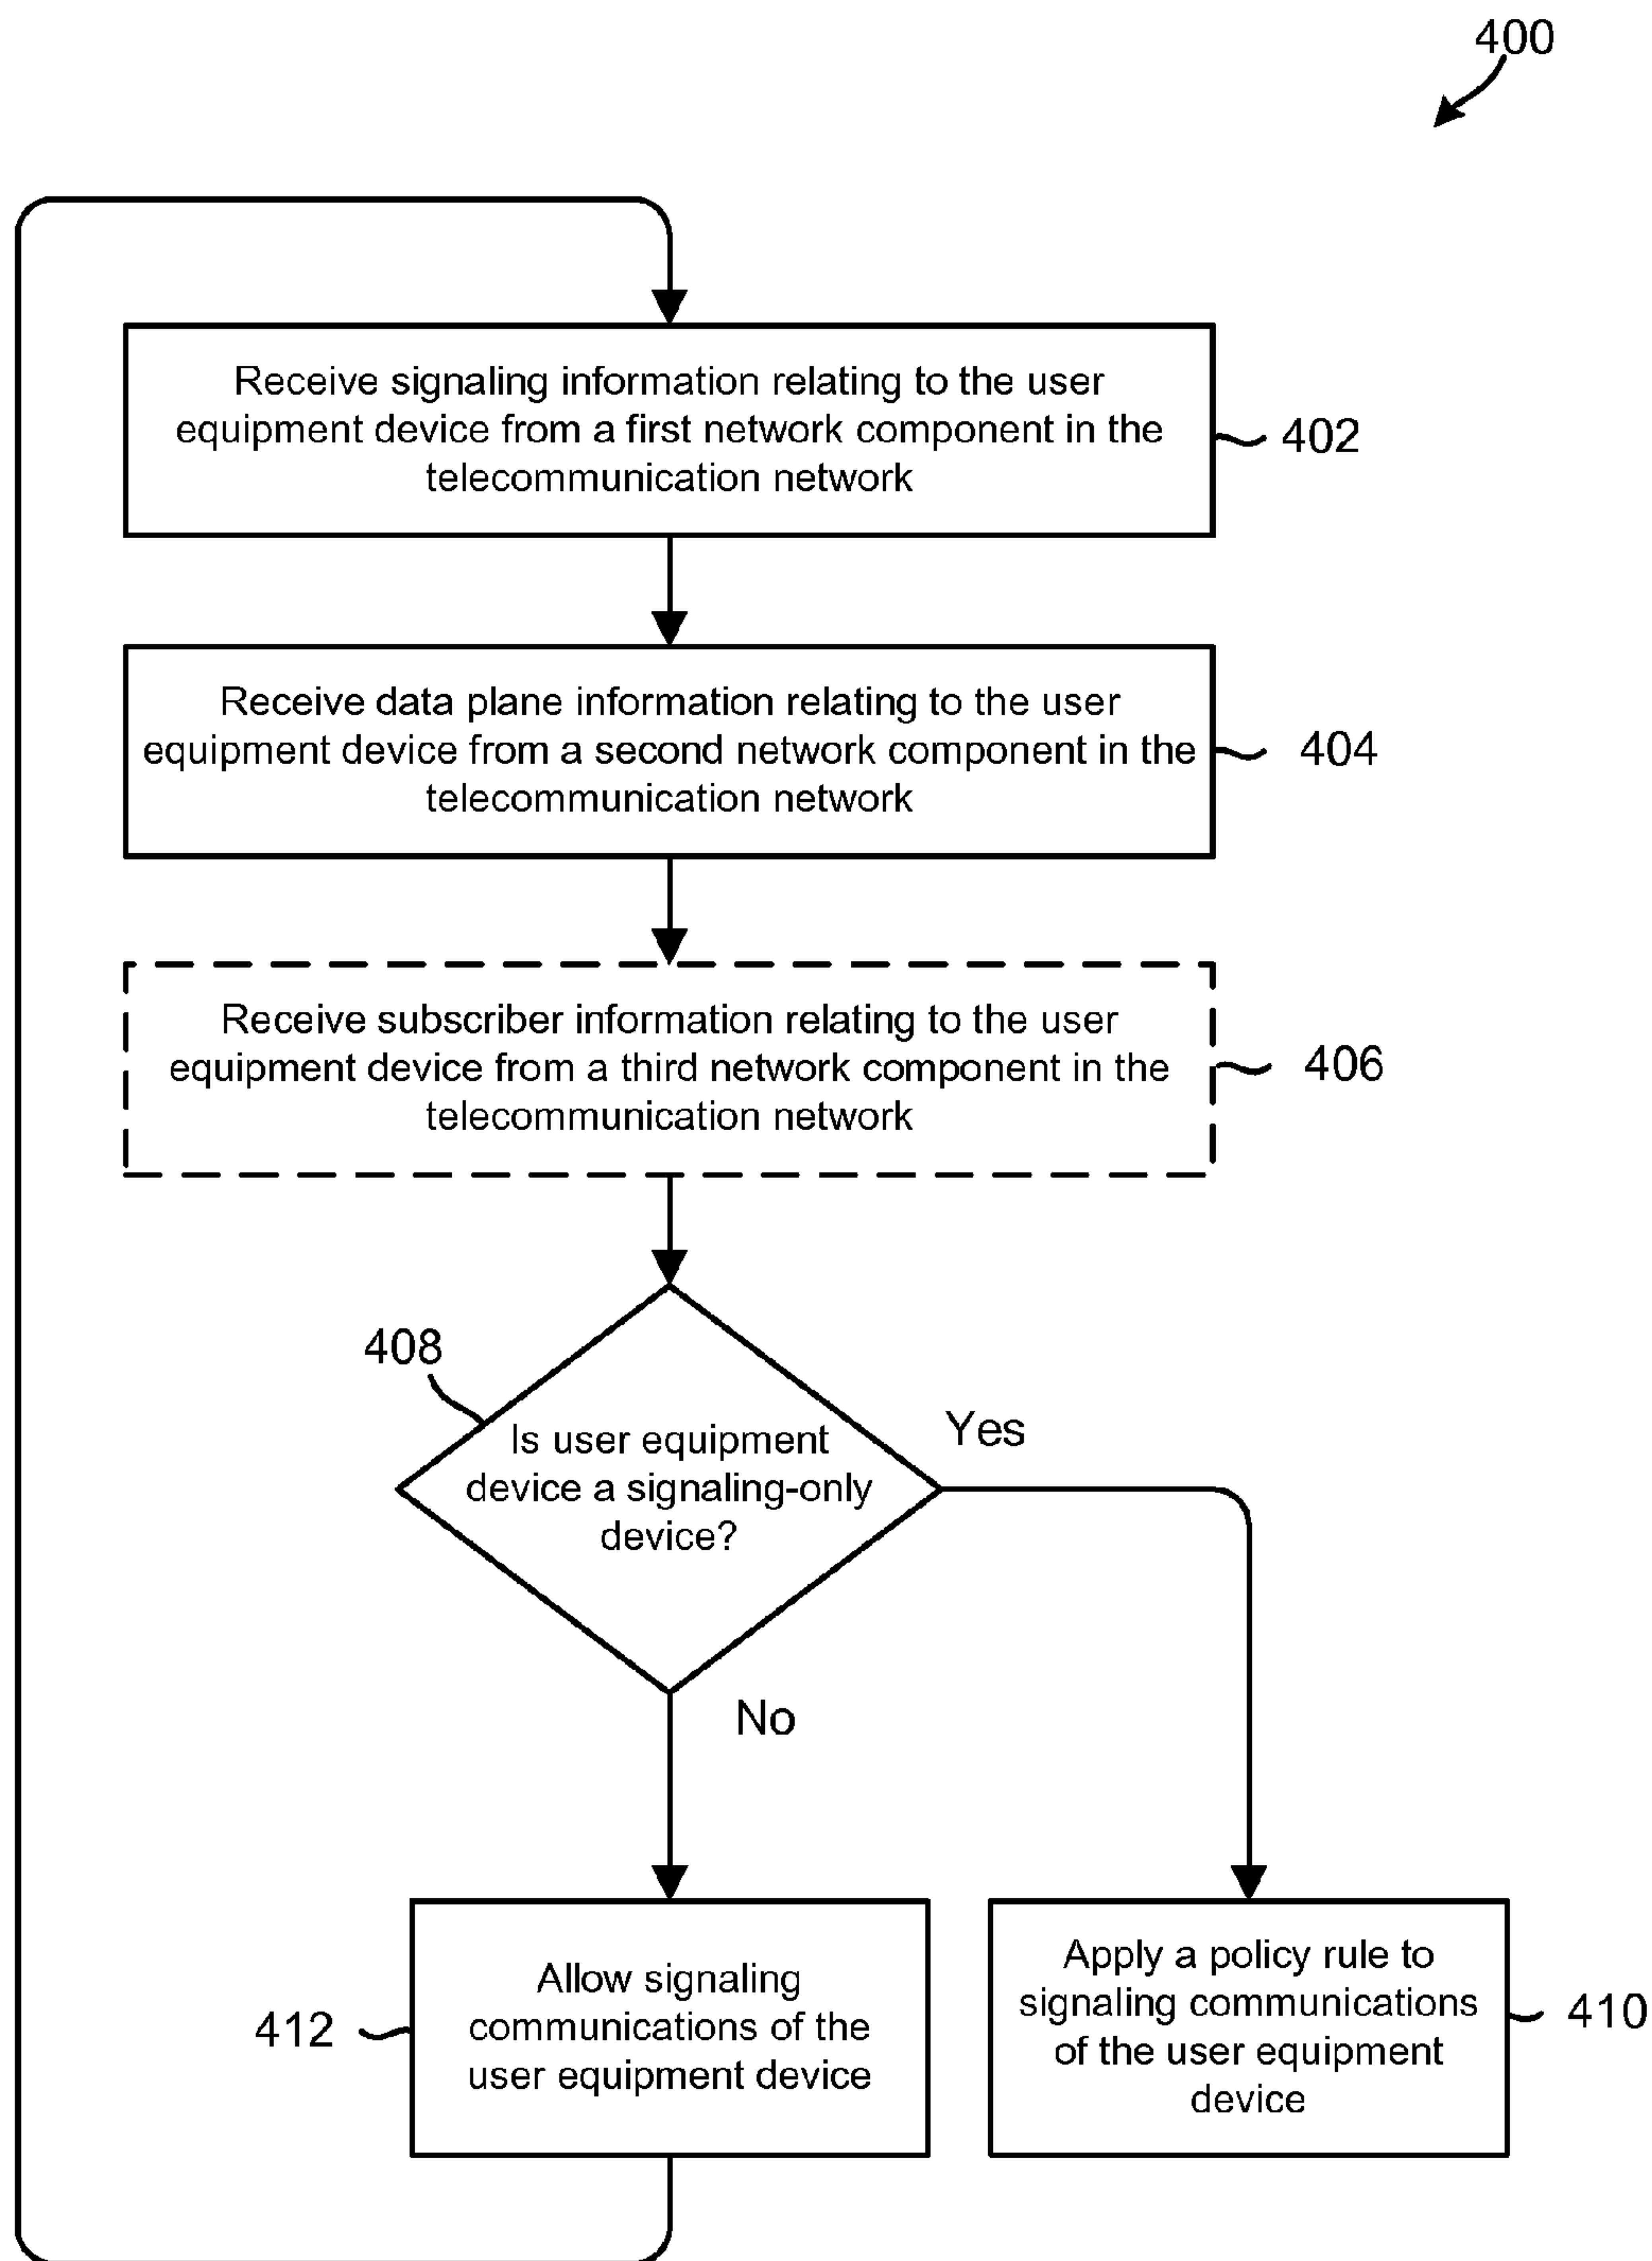 400
Receive signaling information relating to the user
equipment device from a first network component in the
telecommunication network
402
Receive data plane information relating to the user
equipment device from a second network component in the
telecommunication network
404
Receive subscriber information relating to the user
equipment device from a third network component in the
telecommunication network
406
408
Is user equipment
device a signaling-only
device?
Yes
No
412
Allow signaling
communications of the
user equipment device
Apply a policy rule to
signaling communications
of the user equipment
device
410